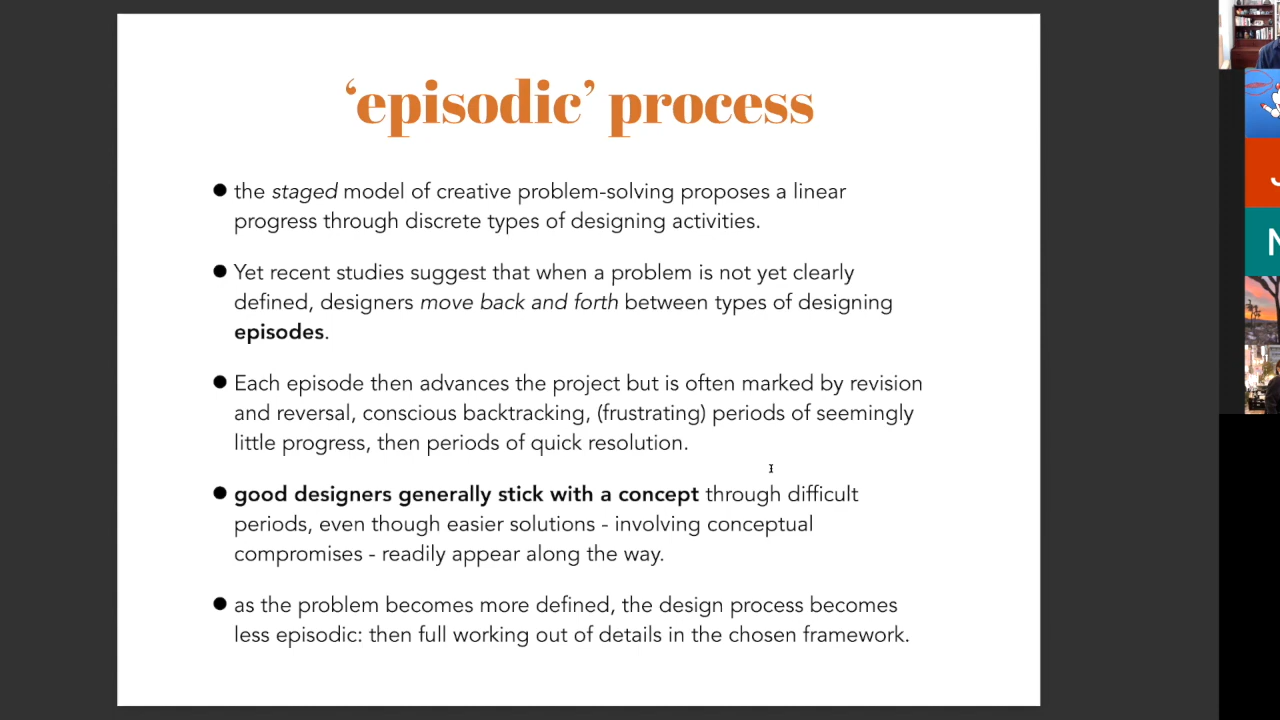 ‘episodic’ process
● the staged model of creative problem-solving proposes a linear
progress through discrete types of designing activities.
● Yet recent studies suggest that when a problem is not yet clearly
defined, designers move back and forth between types of designing
episodes.
● Each episode then advances the project but is often marked by revision
and reversal, conscious backtracking, (frustrating) periods of seemingly
little progress, then periods of quick resolution.
● good designers generally stick with a concept through difficult
periods, even though easier solutions - involving conceptual
compromises - readily appear along the way.
● as the problem becomes more defined, the design process becomes
less episodic: then full working out of details in the chosen framework.